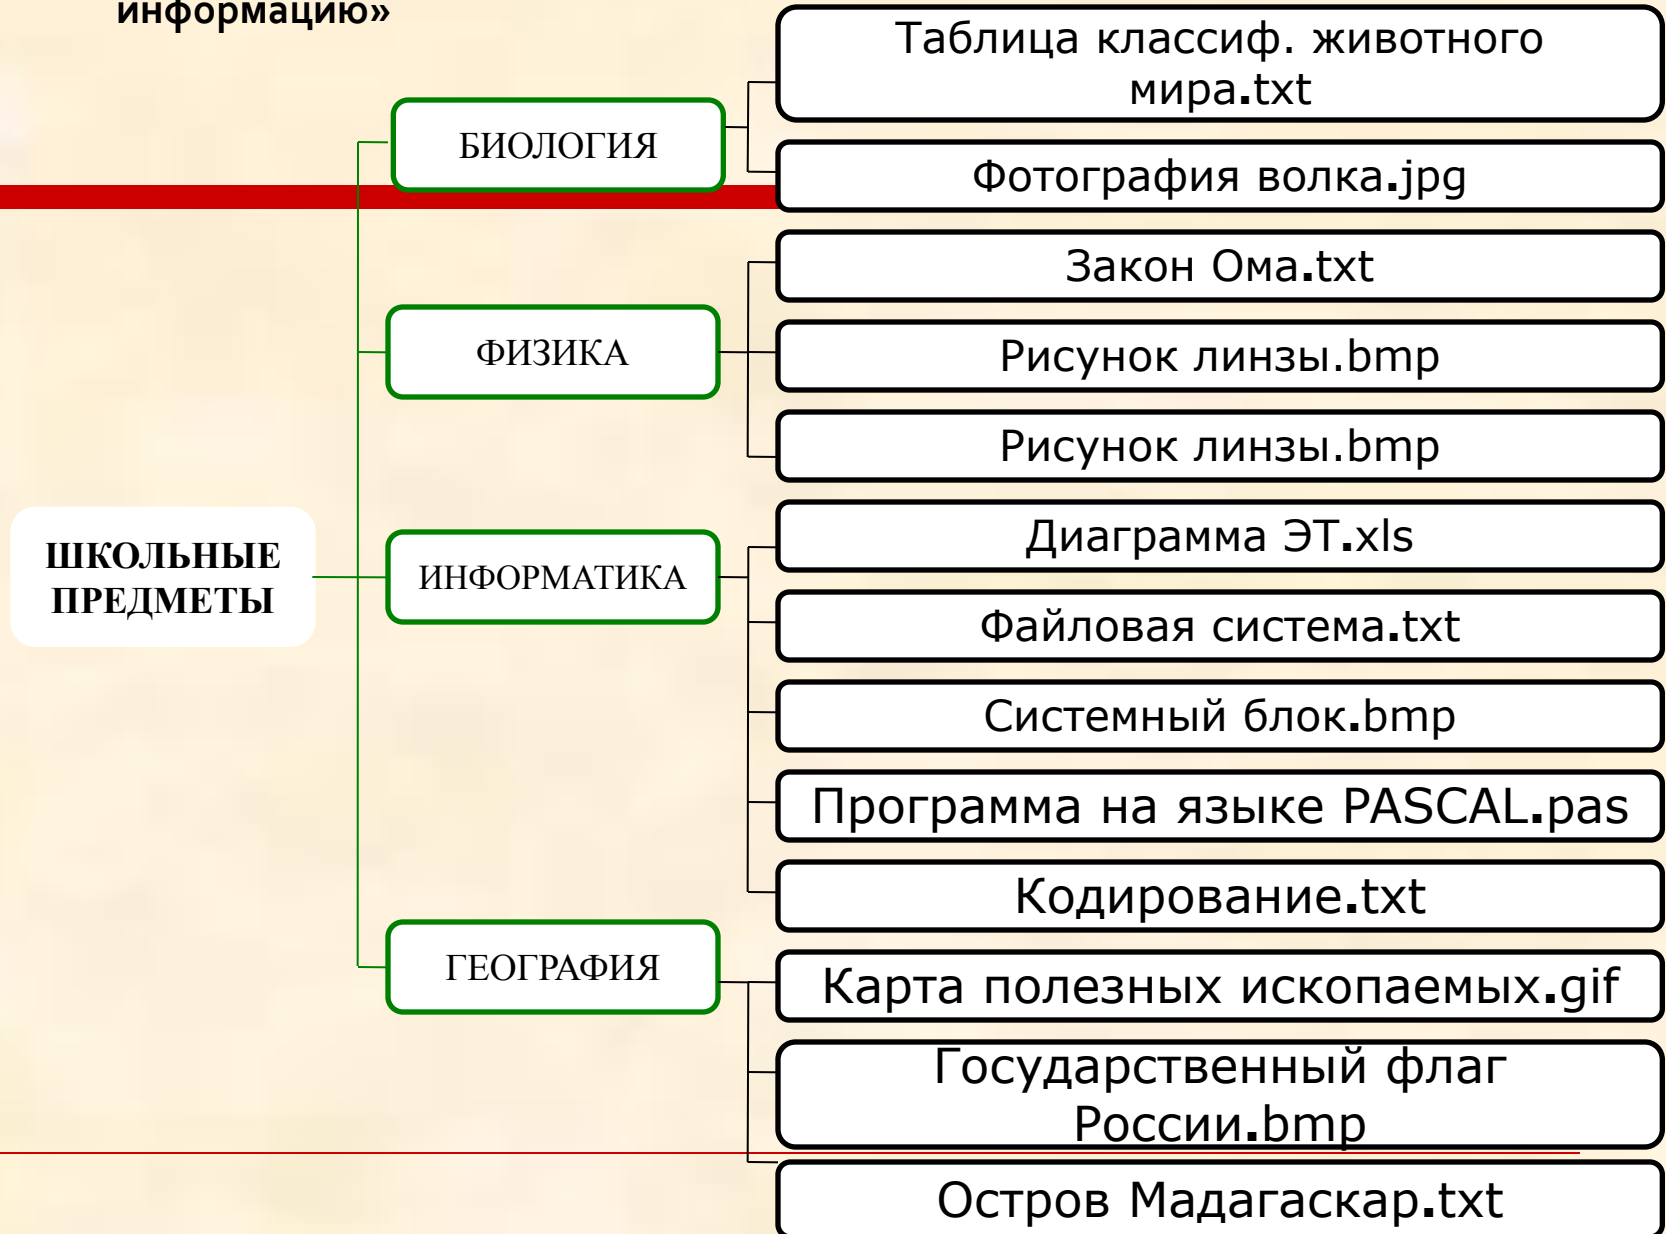 информацию»
ШКОЛЬНЫЕ
ПРЕДМЕТЫ
БИОЛОГИЯ
Таблица классиф. животного
мира.txt
Фотография волка.jpg
ФИЗИКА
Закон Ома.txt
Рисунок линзы.bmp
Рисунок линзы.bmp
ИНФОРМАТИКА
Диаграмма ЭТ.xls
Файловая система.txt
Системный блок.bmp
Программа на языке PASCAL.pas
Кодирование.txt
ГЕОГРАФИЯ
Карта полезных ископаемых.gif
Государственный флаг
России.bmp
Остров Мадагаскар.txt